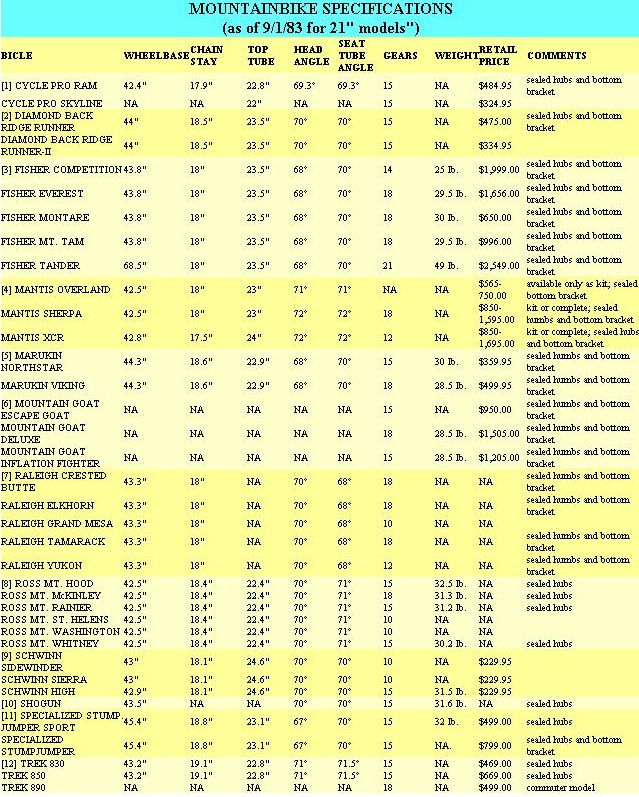 MOUNTAINBIKE SPECIFICATIONS
(as of 9/1/83 for 21" models")
BICLE WHEELBASE CHAIN STAY TOP TUBE HEAD ANGLE SEAT TUBE ANGLE GEARS WEIGHT RETAIL PRICE COMMENTS
[1] CYCLE PRO RAM 42.4" 17.9" 22.8" 69.3° 69.3° 15 NA $484.95 sealed hubs and bottom bracket
CYCLE PRO SKYLINE NA NA 22" NA NA 15 NA $324.95
[2] DIAMOND BACK RIDGE RUNNER 44" 18.5" 23.5" 70° 70° 15 NA $475.00 sealed hubs and bottom bracket
DIAMOND BACK RIDGE RUNNER-II 44" 18.5" 23.5" 70° 70° 15 NA $334.95
[3] FISHER COMPETITION 43.8" 18" 23.5" 68° 70° 14 25 lb. $1,999.00 sealed hubs and bottom bracket
FISHER EVEREST 43.8" 18" 23.5" 68° 70° 18 29.5 lb. $1,656.00 sealed hubs and bottom bracket
FISHER MONTARE 43.8" 18" 23.5" 68° 70° 18 30 lb. $650.00 sealed hubs and bottom bracket
FISHER MT. TAM 43.8" 18" 23.5" 68° 70° 18 29.5 lb. $996.00 sealed hubs and bottom bracket
FISHER TANDER 68.5" 18" 23.5" 68° 70° 21 49 lb. $2,549.00 sealed hubs and bottom bracket
[4] MANTIS OVERLAND 42.5" 18" 23" 71° 71° NA NA $565-750.00 available only as kit; sealed bottom bracket
MANTIS SHERPA 42.5" 18" 23" 72° 72° 18 NA $850-1,595.00 kit or complete; sealed humbs and bottom bracket
MANTIS XCR 42.8" 17.5" 24" 72° 72° 12 NA $850-1,695.00 kit or complete; sealed hubs and bottom bracket
[5] MARUKIN NORTHSTAR 44.3" 18.6" 22.9" 68° 70° 15 30 lb. $359.95 sealed humbs and bottom bracket
MARUKIN VIKING 44.3" 18.6" 22.9" 68° 70° 18 28.5 lb. $499.95 sealed humbs and bottom bracket
[6] MOUNTAIN GOAT ESCAPE GOAT NA NA NA NA NA 15 NA $950.00 sealed humbs and bottom bracket
MOUNTAIN GOAT DELUXE NA NA NA NA NA 18 28.5 lb. $1,505.00 sealed humbs and bottom bracket
MOUNTAIN GOAT INFLATION FIGHTER NA NA NA NA NA 15 28.5 lb. $1,205.00 sealed humbs and bottom bracket
[7] RALEIGH CRESTED BUTTE 43.3" 18" NA 70° 68° 18 NA NA sealed humbs and bottom bracket
RALEIGH ELKHORN 43.3" 18" NA 70° 68° 18 NA NA sealed humbs and bottom bracket
RALEIGH GRAND MESA 43.3" 18" NA 70° 68° 10 NA NA
RALEIGH TAMARACK 43.3" 18" NA 70° 68° 18 NA NA sealed humbs and bottom bracket
RALEIGH YUKON 43.3" 18" NA 70° 68° 12 NA NA sealed humbs and bottom bracket
[8] ROSS MT. HOOD 42.5" 18.4" 22.4" 70° 71° 15 32.5 lb. NA sealed hubs
ROSS MT. McKINLEY 42.5" 18.4" 22.4" 70° 71° 18 31.3 lb. NA sealed hubs
ROSS MT. RAINIER 42.5" 18.4" 22.4" 70° 71° 15 31.2 lb. NA sealed hubs
ROSS MT. ST. HELENS 42.5" 18.4" 22.4" 70° 71° 10 NA NA
ROSS MT. WASHINGTON 42.5" 18.4" 22.4" 70° 71° 10 NA NA
ROSS MT. WHITNEY 42.5" 18.4" 22.4" 70° 71° 15 30.2 lb. NA sealed hubs
[9] SCHWINN SIDEWINDER 43" 18.1" 24.6" 70° 70° 10 NA $229.95
SCHWINN SIERRA 43" 18.1" 24.6" 70° 70° 10 NA $229.95
SCHWINN HIGH 42.9" 18.1" 24.6" 70° 70° 15 31.5 lb. $229.95
[10] SHOGUN 43.5" NA NA 70° 70° 15 31.6 lb. NA sealed hubs
[11] SPECIALIZED STUMP. JUMPER SPORT 45.4" 18.8" 23.1" 67° 70° 15 32 lb. $499.00 sealed hubs
SPECIALIZED STUMPJUMPER 45.4" 18.8" 23.1" 67° 70° 15 NA. $799.00 sealed hubs and bottom bracket
[12] TREK 830 43.2" 19.1" 22.8" 71° 71.5° 15 NA $469.00 sealed hubs
TREK 850 43.2" 19.1" 22.8" 71° 71.5° 15 NA $669.00 sealed hubs
TREK 890 NA NA NA NA NA 18 NA $499.00 commuter model